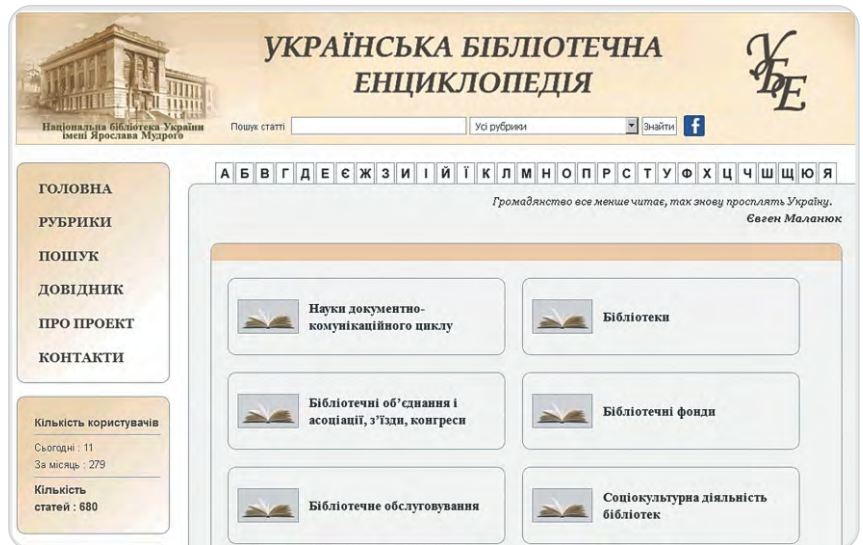 УКРАЇНСЬКА БІБЛІОТЕЧНА
ЕНЦИКЛОПЕДІЯ
УБЕ
Національна бібліотека України
імені Ярослава Мудрого
Пошук статті
Усі рубрики
Знайти
f
А Б В Г Д Е Є Ж З И І Й Ї К Л М Н О П Р С Т У Ф Х Ц Ч Ш Щ Ю Я
ГОЛОВНА
РУБРИКИ
ПОШУК
ДОВІДНИК
ПРО ПРОЕКТ
КОНТАКТИ
Кількість користувачів
Сьогодні : 11
За місяць : 279
Кількість
статей : 680
Громадянство все менше читає, так знову просплять Україну.
Євген Маланюк
Науки документно-
комунікаційного циклу
Бібліотеки
Бібліотечні об’єднання і
асоціації, з’їзди, конгреси
Бібліотечні фонди
Бібліотечне обслуговування
Соціокультурна діяльність
бібліотек